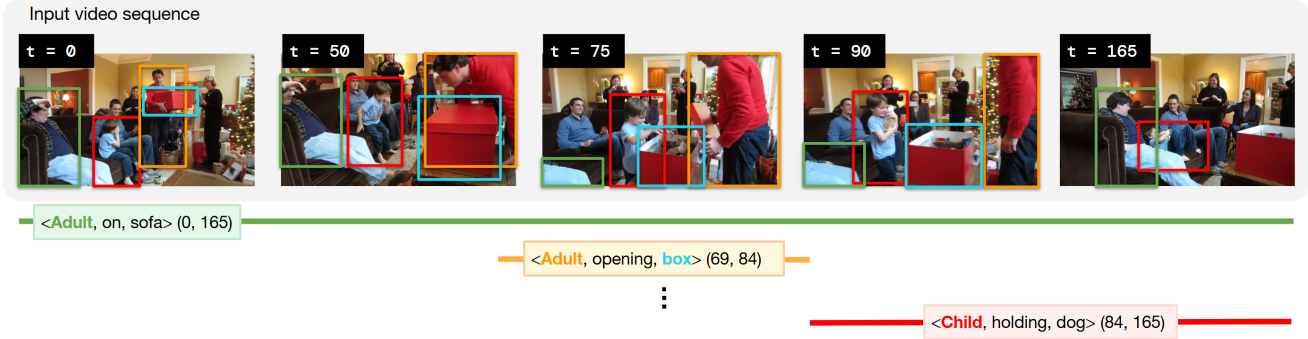 Input video sequence
t = 0
t = 50
t = 75
t = 90
t = 165
<Adult, on, sofa> (0, 165)
<Adult, opening, box> (69, 84)
<Child, holding, dog> (84, 165)